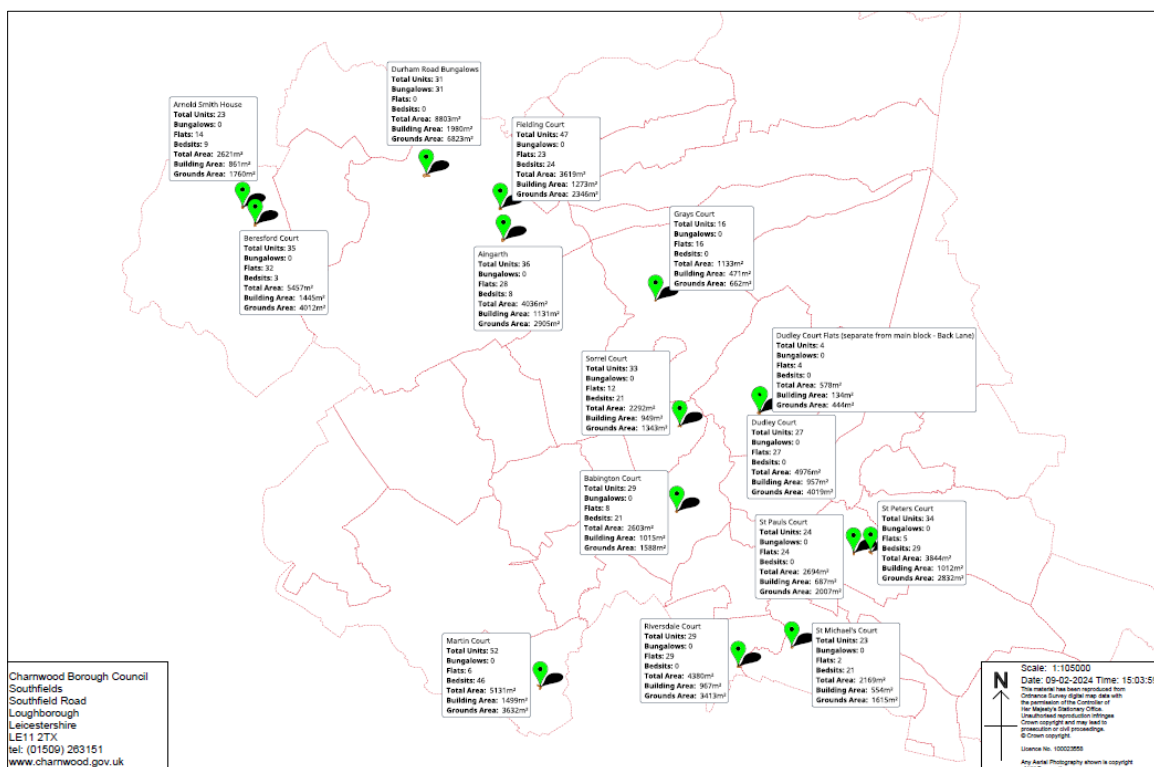 Durham Road Bungalows
Total Units: 31
Bungalows: 31
Flats: 0
Bedsits: 0
Total Area: 8803m²
Building Area: 1980m²
Grounds Area: 6823m²
Arnold Smith House
Total Units: 23
Bungalows: 0
Flats: 14
Bedsits: 9
Total Area: 2621m²
Building Area: 861m²
Grounds Area: 1760m²
Fielding Court
Total Units: 47
Bungalows: 0
Flats: 23
Bedsits: 24
Total Area: 3619m²
Building Area: 1273m²
Grounds Area: 2346m²
Beresford Court
Total Units: 35
Bungalows: 0
Flats: 32
Bedsits: 3
Total Area: 5457m²
Building Area: 1445m²
Grounds Area: 4012m²
Aingarth
Total Units: 36
Bungalows: 0
Flats: 28
Bedsits: 8
Total Area: 4036m²
Building Area: 1131m²
Grounds Area: 2905m²
Grays Court
Total Units: 16
Bungalows: 0
Flats: 16
Bedsits: 0
Total Area: 1133m²
Building Area: 471m²
Grounds Area: 662m²
Dudley Court Flats (separate from main block - Back Lane)
Total Units: 4
Bungalows: 0
Flats: 4
Bedsits: 0
Total Area: 578m²
Building Area: 134m²
Grounds Area: 444m²
Sorrel Court
Total Units: 33
Bungalows: 0
Flats: 12
Bedsits: 21
Total Area: 2292m²
Building Area: 949m²
Grounds Area: 1343m²
Dudley Court
Total Units: 27
Bungalows: 0
Flats: 27
Bedsits: 0
Total Area: 4976m²
Building Area: 957m²
Grounds Area: 4019m²
Babington Court
Total Units: 29
Bungalows: 0
Flats: 8
Bedsits: 21
Total Area: 2603m²
Building Area: 1015m²
Grounds Area: 1588m²
St Pauls Court
Total Units: 24
Bungalows: 0
Flats: 24
Bedsits: 0
Total Area: 2694m²
Building Area: 687m²
Grounds Area: 2007m²
St Peters Court
Total Units: 34
Bungalows: 0
Flats: 5
Bedsits: 29
Total Area: 3844m²
Building Area: 1012m²
Grounds Area: 2832m²
Martin Court
Total Units: 52
Bungalows: 0
Flats: 6
Bedsits: 46
Total Area: 5131m²
Building Area: 1499m²
Grounds Area: 3632m²
Riversdale Court
Total Units: 29
Bungalows: 0
Flats: 29
Bedsits: 0
Total Area: 4380m²
Building Area: 967m²
Grounds Area: 3413m²
St Michael's Court
Total Units: 23
Bungalows: 0
Flats: 2
Bedsits: 21
Total Area: 2169m²
Building Area: 554m²
Grounds Area: 1615m²
Charnwood Borough Council
Southfields
Southfield Road
Loughborough
Leicestershire
LE11 2TX
tel: (01509) 263151
www.charnwood.gov.uk
N
Scale: 1:105000
Date: 09-02-2024 Time: 15:03:5
This material has been reproduced from
Ordnance Survey digital map data with
the permission of the Controller of
Her Majesty's Stationary Office.
Unauthorised reproduction infringes
Crown copyright and may lead to
prosecution or civil proceedings.
© Crown copyright.
Licence No. 100023558
Any Aerial Photography shown is copyright